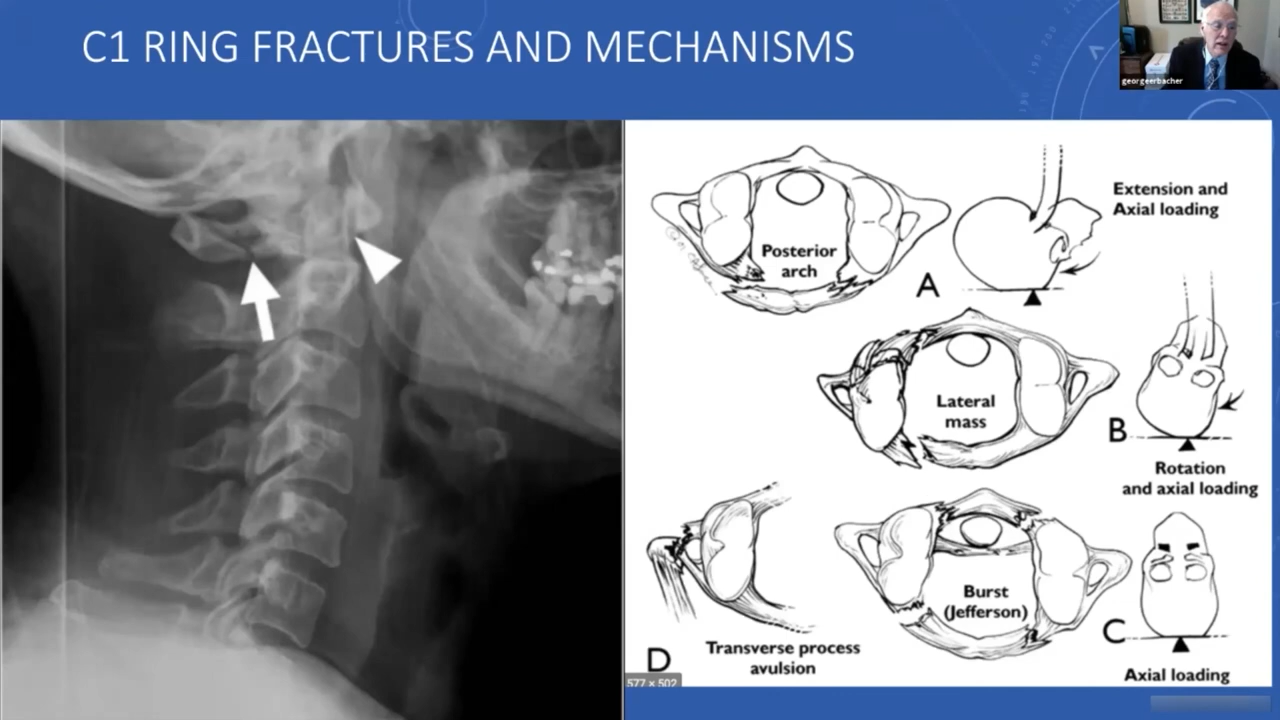 C1 RING FRACTURES AND MECHANISMS
georgeerbacher
Extension and
Axial loading
Posterior
arch
A
Lateral
mass
B
Rotation
and axial loading
Burst
(Jefferson)
C
D
Transverse process
avulsion
Axial loading
577 × 502